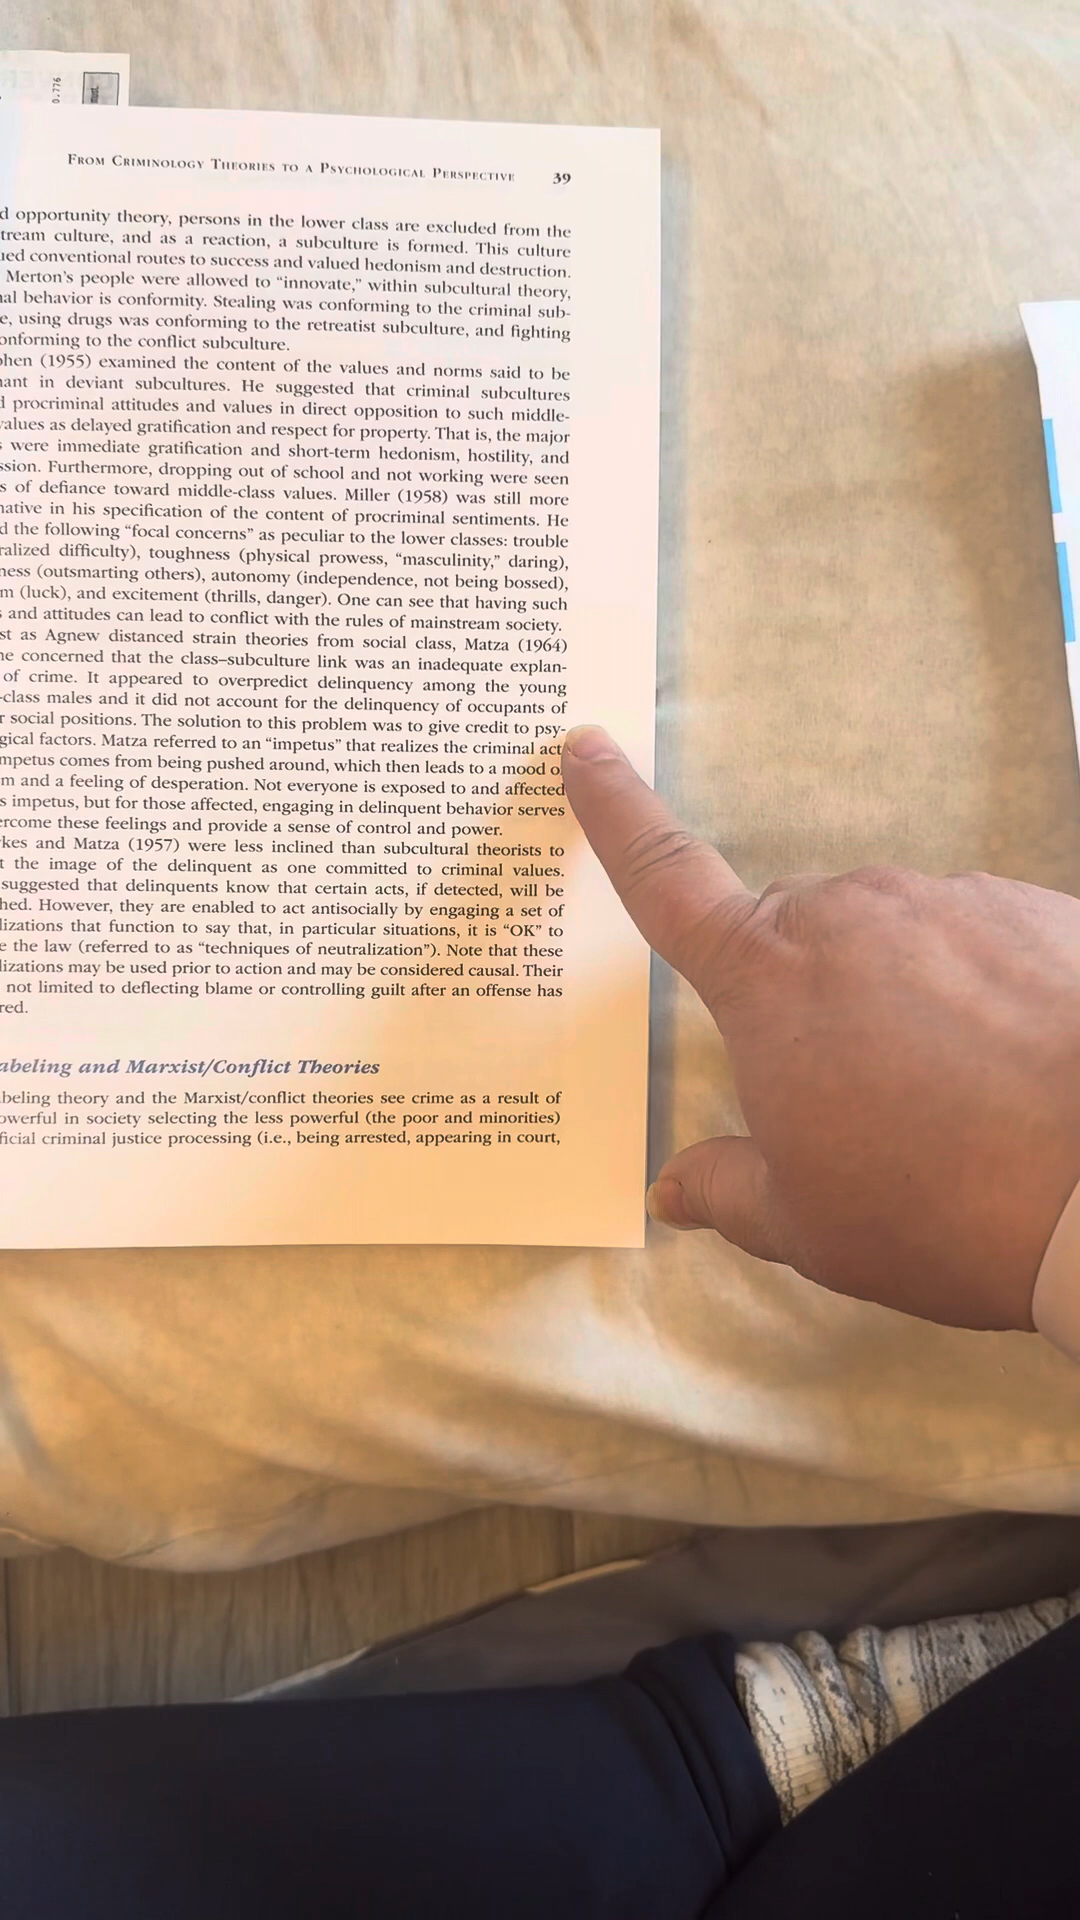 0.776
FROM CRIMINOLOGY THEORIES TO A PSYCHOLOGICAL PERSPECTIVE 39
d opportunity theory, persons in the lower class are excluded from the
tream culture, and as a reaction, a subculture is formed. This culture
ued conventional routes to success and valued hedonism and destruction.
Merton's people were allowed to “innovate,” within subcultural theory,
nal behavior is conformity. Stealing was conforming to the criminal sub-
e, using drugs was conforming to the retreatist subculture, and fighting
onforming to the conflict subculture.
ohen (1955) examined the content of the values and norms said to be
nant in deviant subcultures. He suggested that criminal subcultures
d procriminal attitudes and values in direct opposition to such middle-
values as delayed gratification and respect for property. That is, the major
s were immediate gratification and short-term hedonism, hostility, and
ssion. Furthermore, dropping out of school and not working were seen
s of defiance toward middle-class values. Miller (1958) was still more
native in his specification of the content of procriminal sentiments. He
d the following “focal concerns” as peculiar to the lower classes: trouble
ralized difficulty), toughness (physical prowess, “masculinity,” daring),
ness (outsmarting others), autonomy (independence, not being bossed),
m (luck), and excitement (thrills, danger). One can see that having such
s and attitudes can lead to conflict with the rules of mainstream society.
st as Agnew distanced strain theories from social class, Matza (1964)
ne concerned that the class–subculture link was an inadequate explan-
of crime. It appeared to overpredict delinquency among the young
-class males and it did not account for the delinquency of occupants of
r social positions. The solution to this problem was to give credit to psy-
gical factors. Matza referred to an “impetus” that realizes the criminal act
mpetus comes from being pushed around, which then leads to a mood o
m and a feeling of desperation. Not everyone is exposed to and affected
s impetus, but for those affected, engaging in delinquent behavior serves
ercome these feelings and provide a sense of control and power.
kes and Matza (1957) were less inclined than subcultural theorists to
t the image of the delinquent as one committed to criminal values.
suggested that delinquents know that certain acts, if detected, will be
hed. However, they are enabled to act antisocially by engaging a set of
lizations that function to say that, in particular situations, it is “OK” to
e the law (referred to as “techniques of neutralization”). Note that these
lizations may be used prior to action and may be considered causal. Their
not limited to deflecting blame or controlling guilt after an offense has
red.
abeling and Marxist/Conflict Theories
beling theory and the Marxist/conflict theories see crime as a result of
owerful in society selecting the less powerful (the poor and minorities)
ficial criminal justice processing (i.e., being arrested, appearing in court,